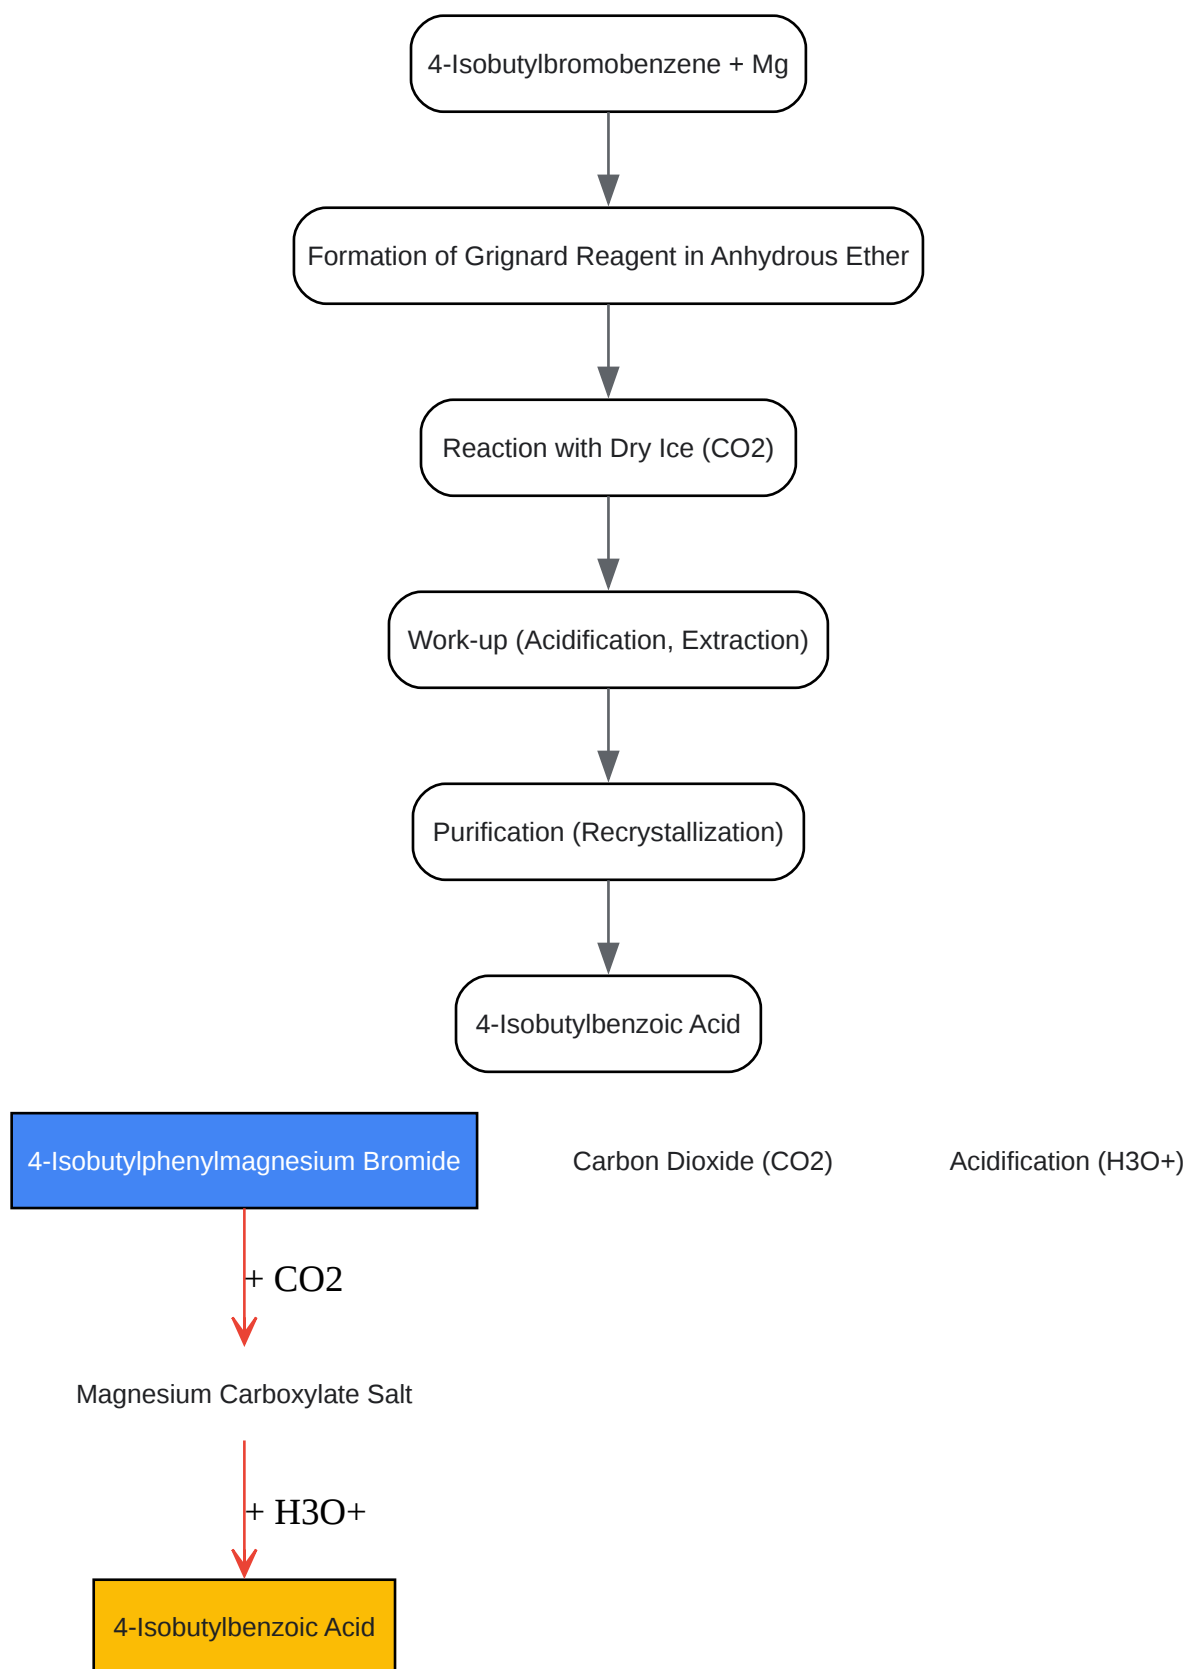 4-Isobutylbromobenzene + Mg
Formation of Grignard Reagent in Anhydrous Ether
Reaction with Dry Ice (CO2)
Work-up (Acidification, Extraction)
Purification (Recrystallization)
4-Isobutylbenzoic Acid
4-Isobutylphenylmagnesium Bromide
Carbon Dioxide (CO2)
Acidification (H3O+)
+ CO2
Magnesium Carboxylate Salt
+ H3O+
4-Isobutylbenzoic Acid